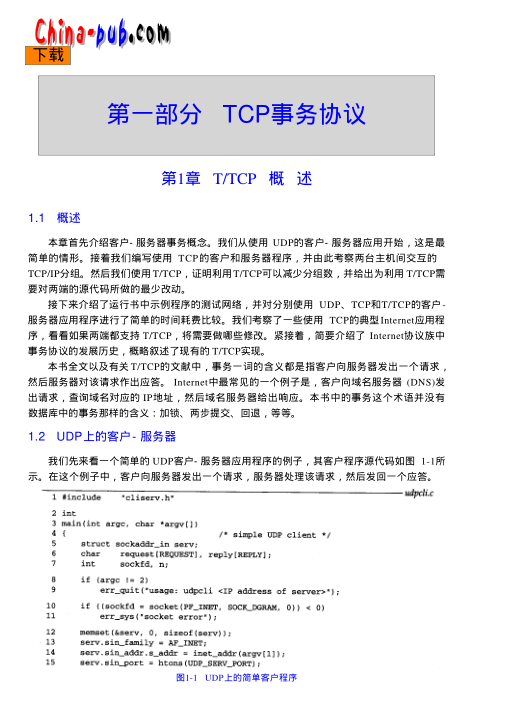 China-pub.com
下载
第一部分 TCP事务协议
第1章 T/TCP 概 述
1.1 概述
本章首先介绍客户-服务器事务概念。我们从使用 UDP的客户-服务器应用开始，这是最
简单的情形。接着我们编写使用 TCP的客户和服务器程序，并由此考察两台主机间交互的
TCP/IP分组。然后我们使用T/TCP，证明利用T/TCP可以减少分组数，并给出为利用T/TCP需
要对两端的源代码所做的最少改动。
接下来介绍了运行书中示例程序的测试网络，并对分别使用 UDP、TCP和T/TCP的客户-
服务器应用程序进行了简单的时间耗费比较。我们考察了一些使用 TCP的典型Internet应用程
序，看看如果两端都支持 T/TCP，将需要做哪些修改。紧接着，简要介绍了 Internet协议族中
事务协议的发展历史，概略叙述了现有的 T/TCP实现。
本书全文以及有关T/TCP的文献中，事务一词的含义都是指客户向服务器发出一个请求，
然后服务器对该请求作出应答。 Internet中最常见的一个例子是，客户向域名服务器 (DNS)发
出请求，查询域名对应的 IP地址，然后域名服务器给出响应。本书中的事务这个术语并没有
数据库中的事务那样的含义：加锁、两步提交、回退，等等。
1.2 UDP上的客户-服务器
我们先来看一个简单的 UDP客户-服务器应用程序的例子，其客户程序源代码如图 1-1所
示。在这个例子中，客户向服务器发出一个请求，服务器处理该请求，然后发回一个应答。
udpcli.c
1 #include "cliserv.h"
2 int
3 main(int argc, char *argv[])
4 { /* simple UDP client */
5 struct sockaddr_in serv;
6 char request[REQUEST], reply[REPLY];
7 int sockfd, n;
8 if (argc != 2)
9 err_quit("usage: udpcli <IP address of server>");
10 if ((sockfd = socket(PF_INET, SOCK_DGRAM, 0)) < 0)
11 err_sys("socket error");
12 memset(&serv, 0, sizeof(serv));
13 serv.sin_family = AF_INET;
14 serv.sin_addr.s_addr = inet_addr(argv[1]);
15 serv.sin_port = htons(UDP_SERV_PORT);
图1-1 UDP上的简单客户程序